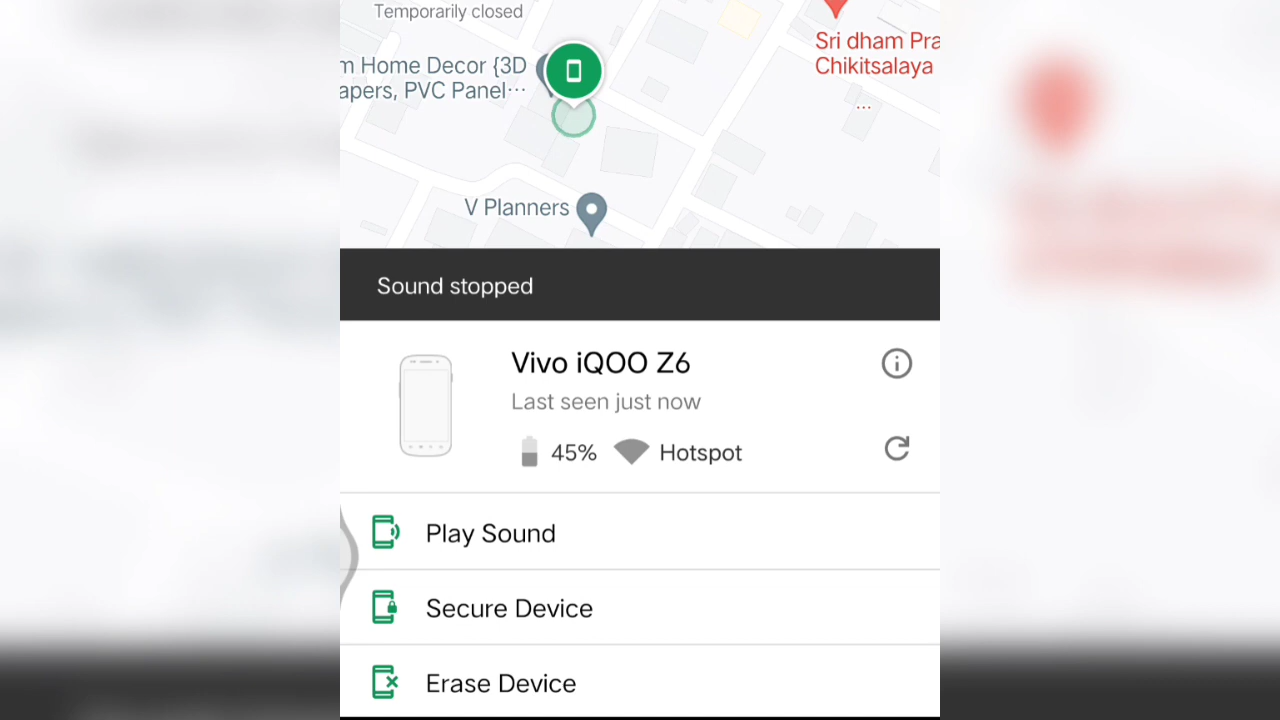 Temporarily closed
m Home Decor {3D
apers, PVC Panel...
Sri dham Pra
Chikitsalaya
...
V Planners
Sound stopped
Vivo iQOO Z6
Last seen just now
45% Hotspot
Play Sound
Secure Device
Erase Device